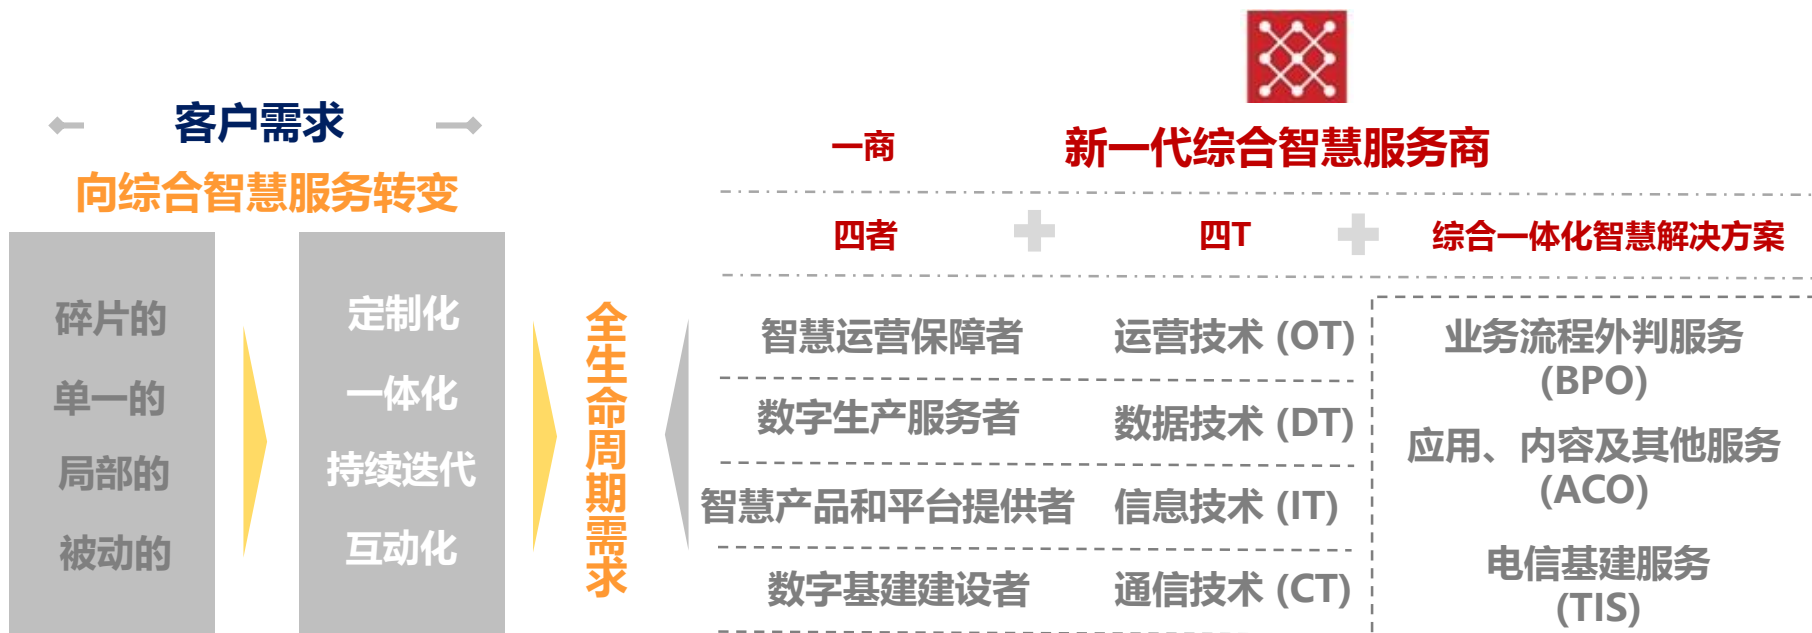 客户需求
向综合智慧服务转变
碎片的
单一的
局部的
被动的
定制化
一体化
持续迭代
互动化
全生命周期需求
一商
新一代综合智慧服务商
四者
四T
综合一体化智慧解决方案
智慧运营保障者
运营技术 (OT)
数字生产服务者
数据技术 (DT)
智慧产品和平台提供者
信息技术 (IT)
数字基建建设者
通信技术 (CT)
业务流程外判服务
(BPO)
应用、内容及其他服务
(ACO)
电信基建服务
(TIS)